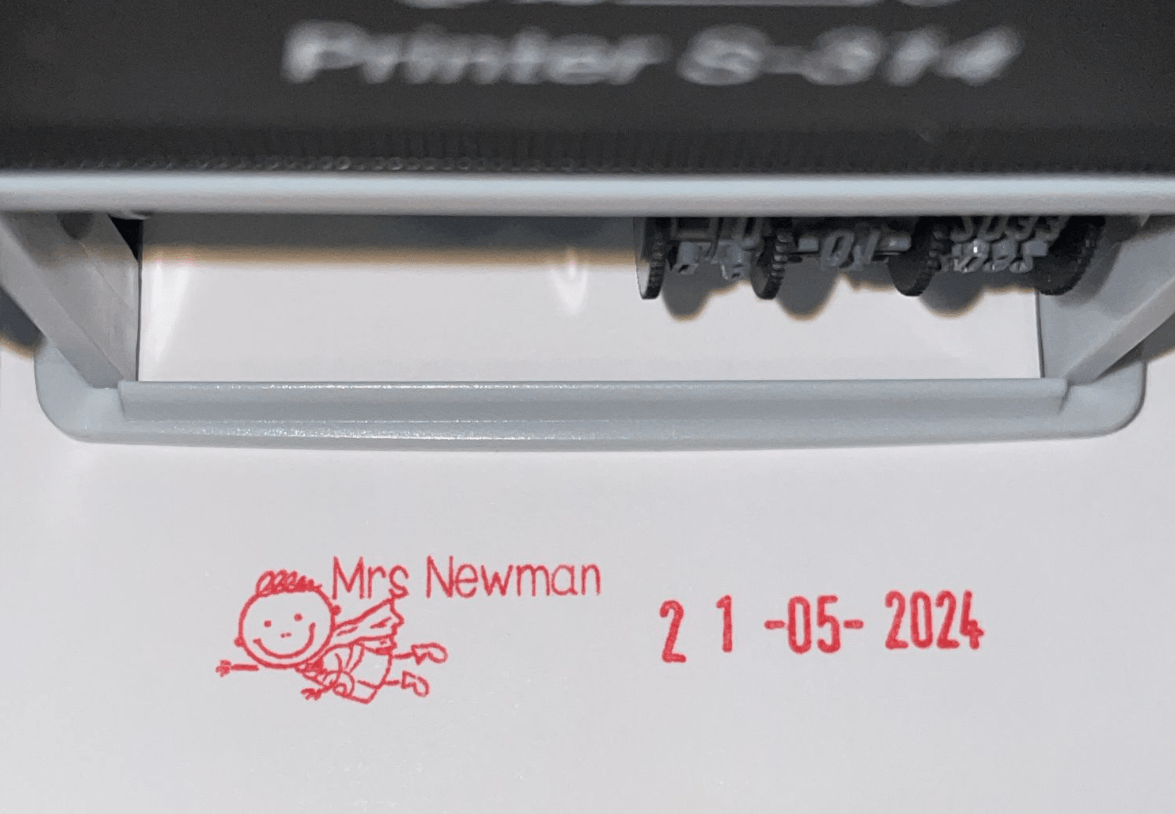 Printer S-314
Mrs Newman
2 1 -05- 2024